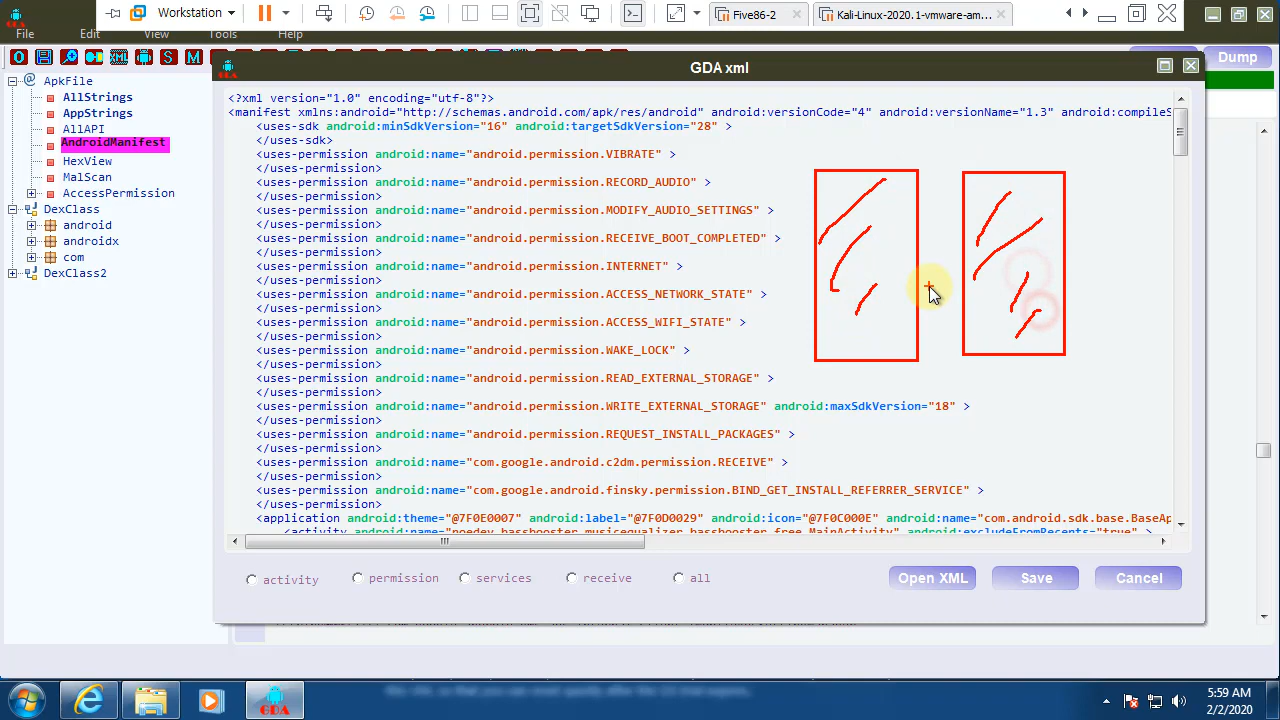 Workstation
Five86-2
Kali-Linux-2020.1-vmware-am...
File Edit View Tools Help
Dump
GDA xml
@ ApkFile
AllStrings
AppStrings
AllAPI
AndroidManifest
HexView
MalScan
AccessPermission
DexClass
android
androidx
com
DexClass2
<?xml version="1.0" encoding="utf-8"?>
<manifest xmlns:android="http://schemas.android.com/apk/res/android" android:versionCode="4" android:versionName="1.3" android:compileS
<uses-sdk android:minSdkVersion="16" android:targetSdkVersion="28" >
</uses-sdk>
<uses-permission android:name="android.permission.VIBRATE" >
</uses-permission>
<uses-permission android:name="android.permission.RECORD_AUDIO" >
</uses-permission>
<uses-permission android:name="android.permission.MODIFY_AUDIO_SETTINGS" >
</uses-permission>
<uses-permission android:name="android.permission.RECEIVE_BOOT_COMPLETED" >
</uses-permission>
<uses-permission android:name="android.permission.INTERNET" >
</uses-permission>
<uses-permission android:name="android.permission.ACCESS_NETWORK_STATE" >
</uses-permission>
<uses-permission android:name="android.permission.ACCESS_WIFI_STATE" >
</uses-permission>
<uses-permission android:name="android.permission.WAKE_LOCK" >
</uses-permission>
<uses-permission android:name="android.permission.READ_EXTERNAL_STORAGE" >
</uses-permission>
<uses-permission android:name="android.permission.WRITE_EXTERNAL_STORAGE" android:maxSdkVersion="18" >
</uses-permission>
<uses-permission android:name="android.permission.REQUEST_INSTALL_PACKAGES" >
</uses-permission>
<uses-permission android:name="com.google.android.c2dm.permission.RECEIVE" >
</uses-permission>
<uses-permission android:name="com.google.android.finsky.permission.BIND_GET_INSTALL_REFERRER_SERVICE" >
</uses-permission>
<application android:theme="@7F0E0007" android:label="@7F0D0029" android:icon="@7F0C000E" android:name="com.android.sdk.base.BaseAp
activity permission services receive all
Open XML Save Cancel
GDA
5:59 AM
2/2/2020